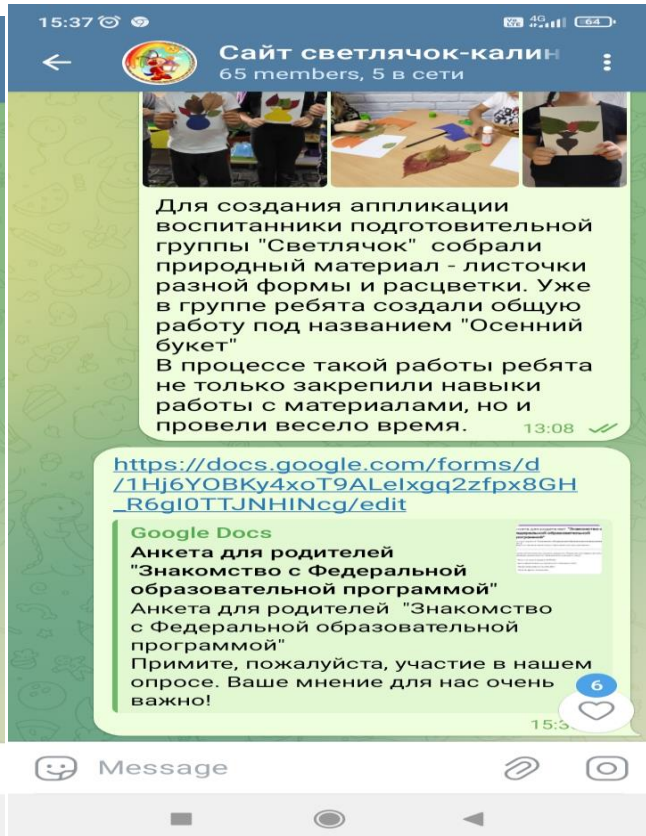 15:37
4G
64
Сайт светлячок-калин
65 members, 5 в сети
Для создания аппликации
воспитанники подготовительной
группы "Светлячок" собрали
природный материал - листочки
разной формы и расцветки. Уже
в группе ребята создали общую
работу под названием "Осенний
букет"
В процессе такой работы ребята
не только закрепили навыки
работы с материалами, но и
провели весело время.
13:08
https://docs.google.com/forms/d
/1Hj6YOBKy4xoT9ALeIxgq2zfpx8GH
_R6gI0TTJNHINcg/edit
Google Docs
Анкета для родителей
"Знакомство с Федеральной
образовательной программой"
Анкета для родителей "Знакомство
с Федеральной образовательной
программой"
Примите, пожалуйста, участие в нашем
опросе. Ваше мнение для нас очень
важно!
6
Message